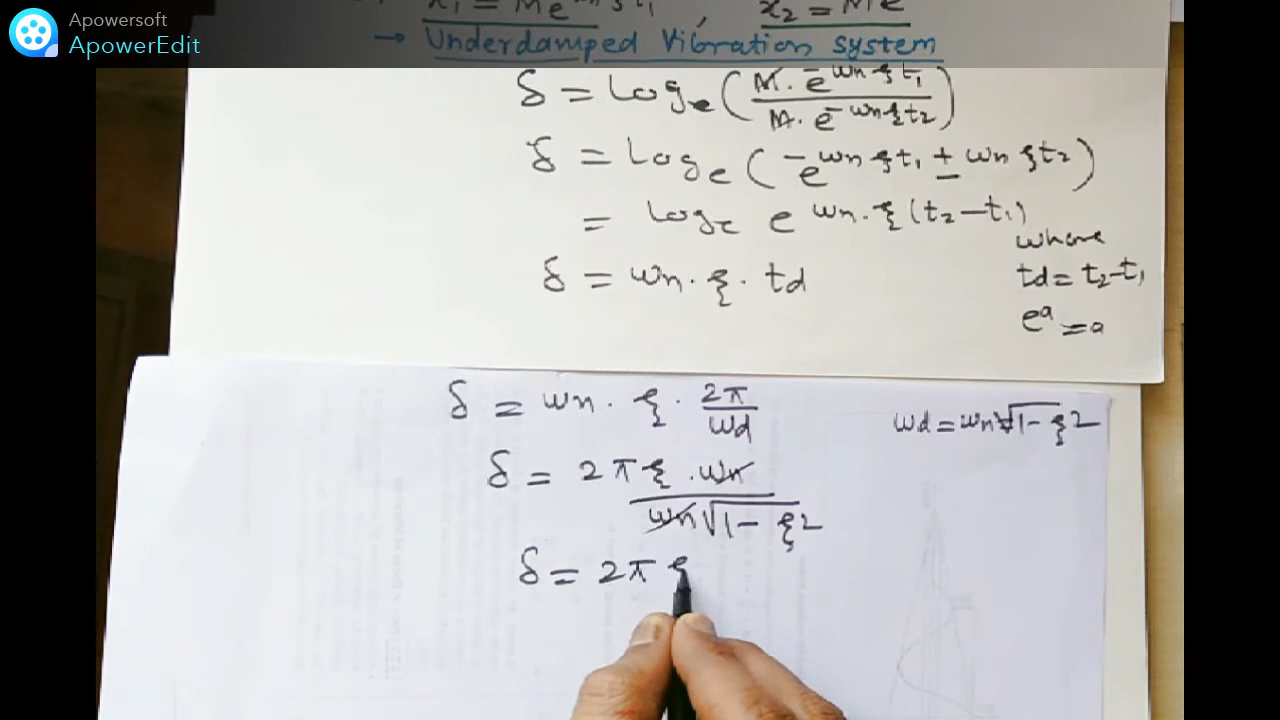 Apowersoft
ApowerEdit
→ Underdamped Vibration system
δ = Loge (M. e^-ωnξt1 / M. e^-ωnξt2)
δ = Loge (e^-ωnξt1 ± ωnξt2)
= Loge e^ωn.ξ(t2-t1)
where
δ = ωn. ξ. td
td = t2-t1
e^a = a
δ = ωn. ξ. 2π/ωd
ωd = ωn√1-ξ2
δ = 2πξ.ωn / ωn√1-ξ2
δ = 2πξ